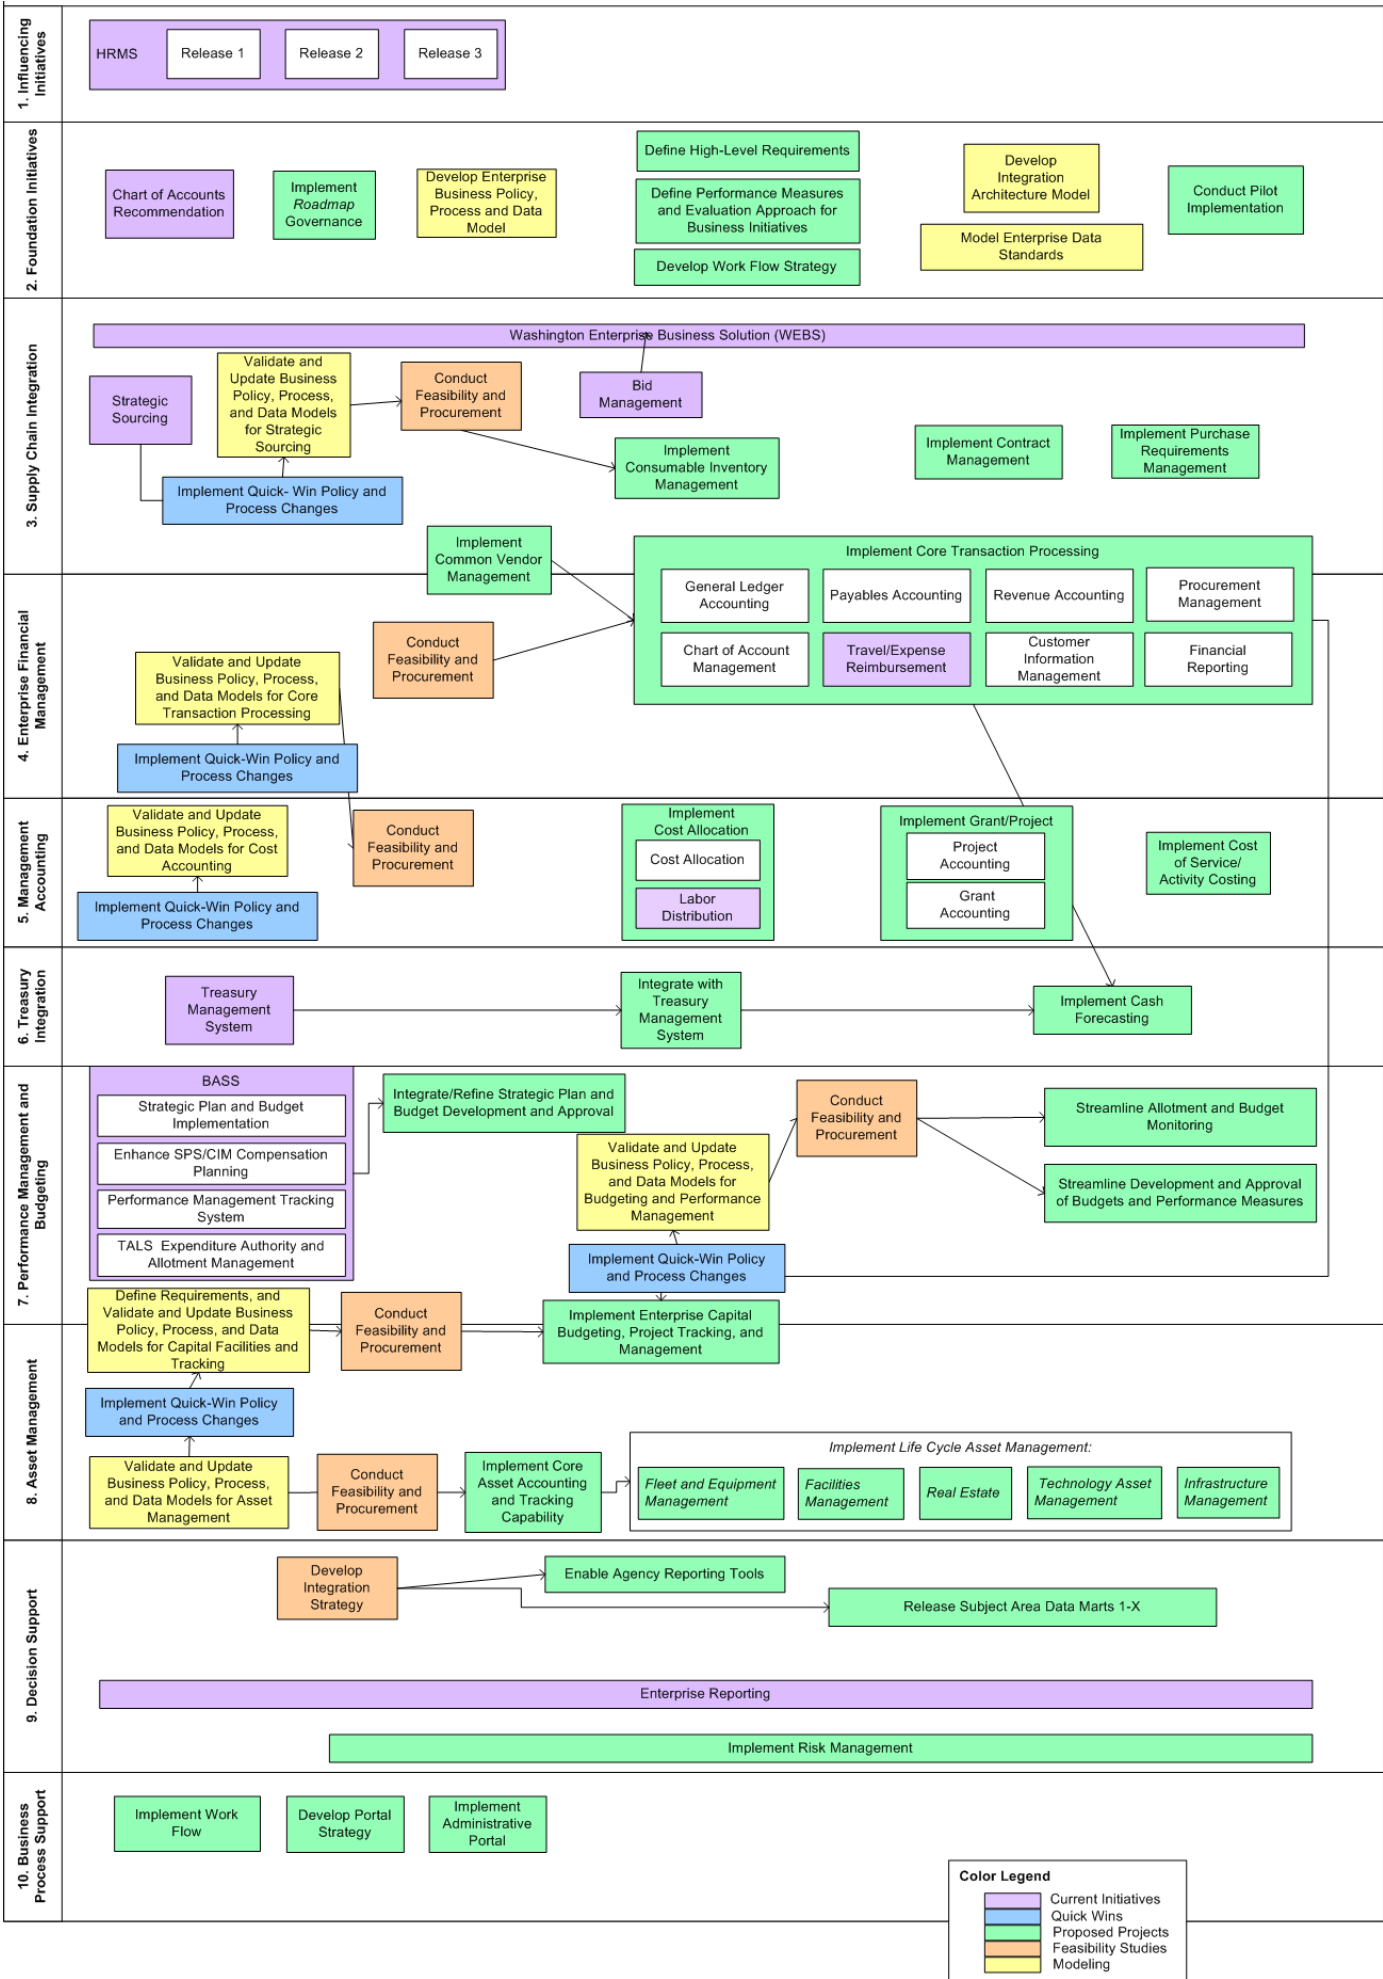 1. Influencing
Initiatives
HRMS
Release 1
Release 2
Release 3
2. Foundation Initiatives
Chart of Accounts
Recommendation
Implement
Roadmap
Governance
Develop Enterprise
Business Policy,
Process and Data
Model
Define High-Level Requirements
Define Performance Measures
and Evaluation Approach for
Business Initiatives
Develop Work Flow Strategy
Develop
Integration
Architecture Model
Model Enterprise Data
Standards
Conduct Pilot
Implementation
3. Supply Chain Integration
Washington Enterprise Business Solution (WEBS)
Strategic
Sourcing
Validate and
Update Business
Policy, Process,
and Data Models
for Strategic
Sourcing
Conduct
Feasibility and
Procurement
Bid
Management
Implement Quick- Win Policy and
Process Changes
Implement
Consumable Inventory
Management
Implement Contract
Management
Implement Purchase
Requirements
Management
Implement
Common Vendor
Management
Implement Core Transaction Processing
General Ledger
Accounting
Payables Accounting
Revenue Accounting
Procurement
Management
Chart of Account
Management
Travel/Expense
Reimbursement
Customer
Information
Management
Financial
Reporting
4. Enterprise Financial
Management
Conduct
Feasibility and
Procurement
Validate and Update
Business Policy, Process,
and Data Models for Core
Transaction Processing
Implement Quick-Win Policy and
Process Changes
5. Management
Accounting
Validate and Update
Business Policy, Process,
and Data Models for Cost
Accounting
Implement Quick-Win Policy and
Process Changes
Conduct
Feasibility and
Procurement
Implement
Cost Allocation
Cost Allocation
Labor
Distribution
Implement Grant/Project
Project
Accounting
Grant
Accounting
Implement Cost
of Service/
Activity Costing
6. Treasury
Integration
Treasury
Management
System
Integrate with
Treasury
Management
System
Implement Cash
Forecasting
7. Performance Management and
Budgeting
BASS
Strategic Plan and Budget
Implementation
Enhance SPS/CIM Compensation
Planning
Performance Management Tracking
System
TALS Expenditure Authority and
Allotment Management
Integrate/Refine Strategic Plan and
Budget Development and Approval
Validate and Update
Business Policy, Process,
and Data Models for
Budgeting and Performance
Management
Conduct
Feasibility and
Procurement
Streamline Allotment and Budget
Monitoring
Streamline Development and Approval
of Budgets and Performance Measures
Implement Quick-Win Policy
and Process Changes
Define Requirements, and
Validate and Update Business
Policy, Process, and Data
Models for Capital Facilities and
Tracking
Conduct
Feasibility and
Procurement
Implement Enterprise Capital
Budgeting, Project Tracking, and
Management
8. Asset Management
Implement Quick-Win Policy
and Process Changes
Validate and Update
Business Policy, Process,
and Data Models for Asset
Management
Conduct
Feasibility and
Procurement
Implement Core
Asset Accounting
and Tracking
Capability
Implement Life Cycle Asset Management:
Fleet and Equipment
Management
Facilities
Management
Real Estate
Technology Asset
Management
Infrastructure
Management
9. Decision Support
Develop
Integration
Strategy
Enable Agency Reporting Tools
Release Subject Area Data Marts 1-X
Enterprise Reporting
Implement Risk Management
10. Business
Process Support
Implement Work
Flow
Develop Portal
Strategy
Implement
Administrative
Portal
Color Legend
Current Initiatives
Quick Wins
Proposed Projects
Feasibility Studies
Modeling